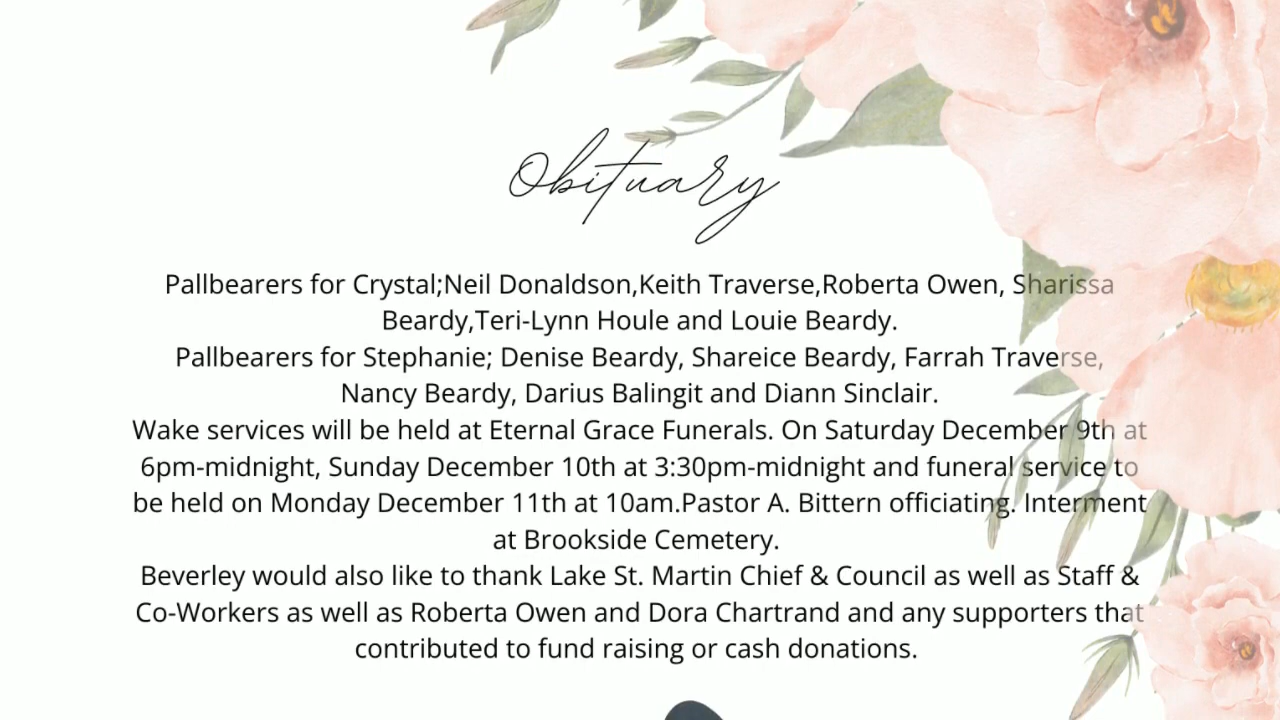 Obituary
Pallbearers for Crystal;Neil Donaldson,Keith Traverse,Roberta Owen, Sharissa
Beardy,Teri-Lynn Houle and Louie Beardy.
Pallbearers for Stephanie; Denise Beardy, Shareice Beardy, Farrah Traverse,
Nancy Beardy, Darius Balingit and Diann Sinclair.
Wake services will be held at Eternal Grace Funerals. On Saturday December 9th at
6pm-midnight, Sunday December 10th at 3:30pm-midnight and funeral service to
be held on Monday December 11th at 10am.Pastor A. Bittern officiating. Interment
at Brookside Cemetery.
Beverley would also like to thank Lake St. Martin Chief & Council as well as Staff &
Co-Workers as well as Roberta Owen and Dora Chartrand and any supporters that
contributed to fund raising or cash donations.